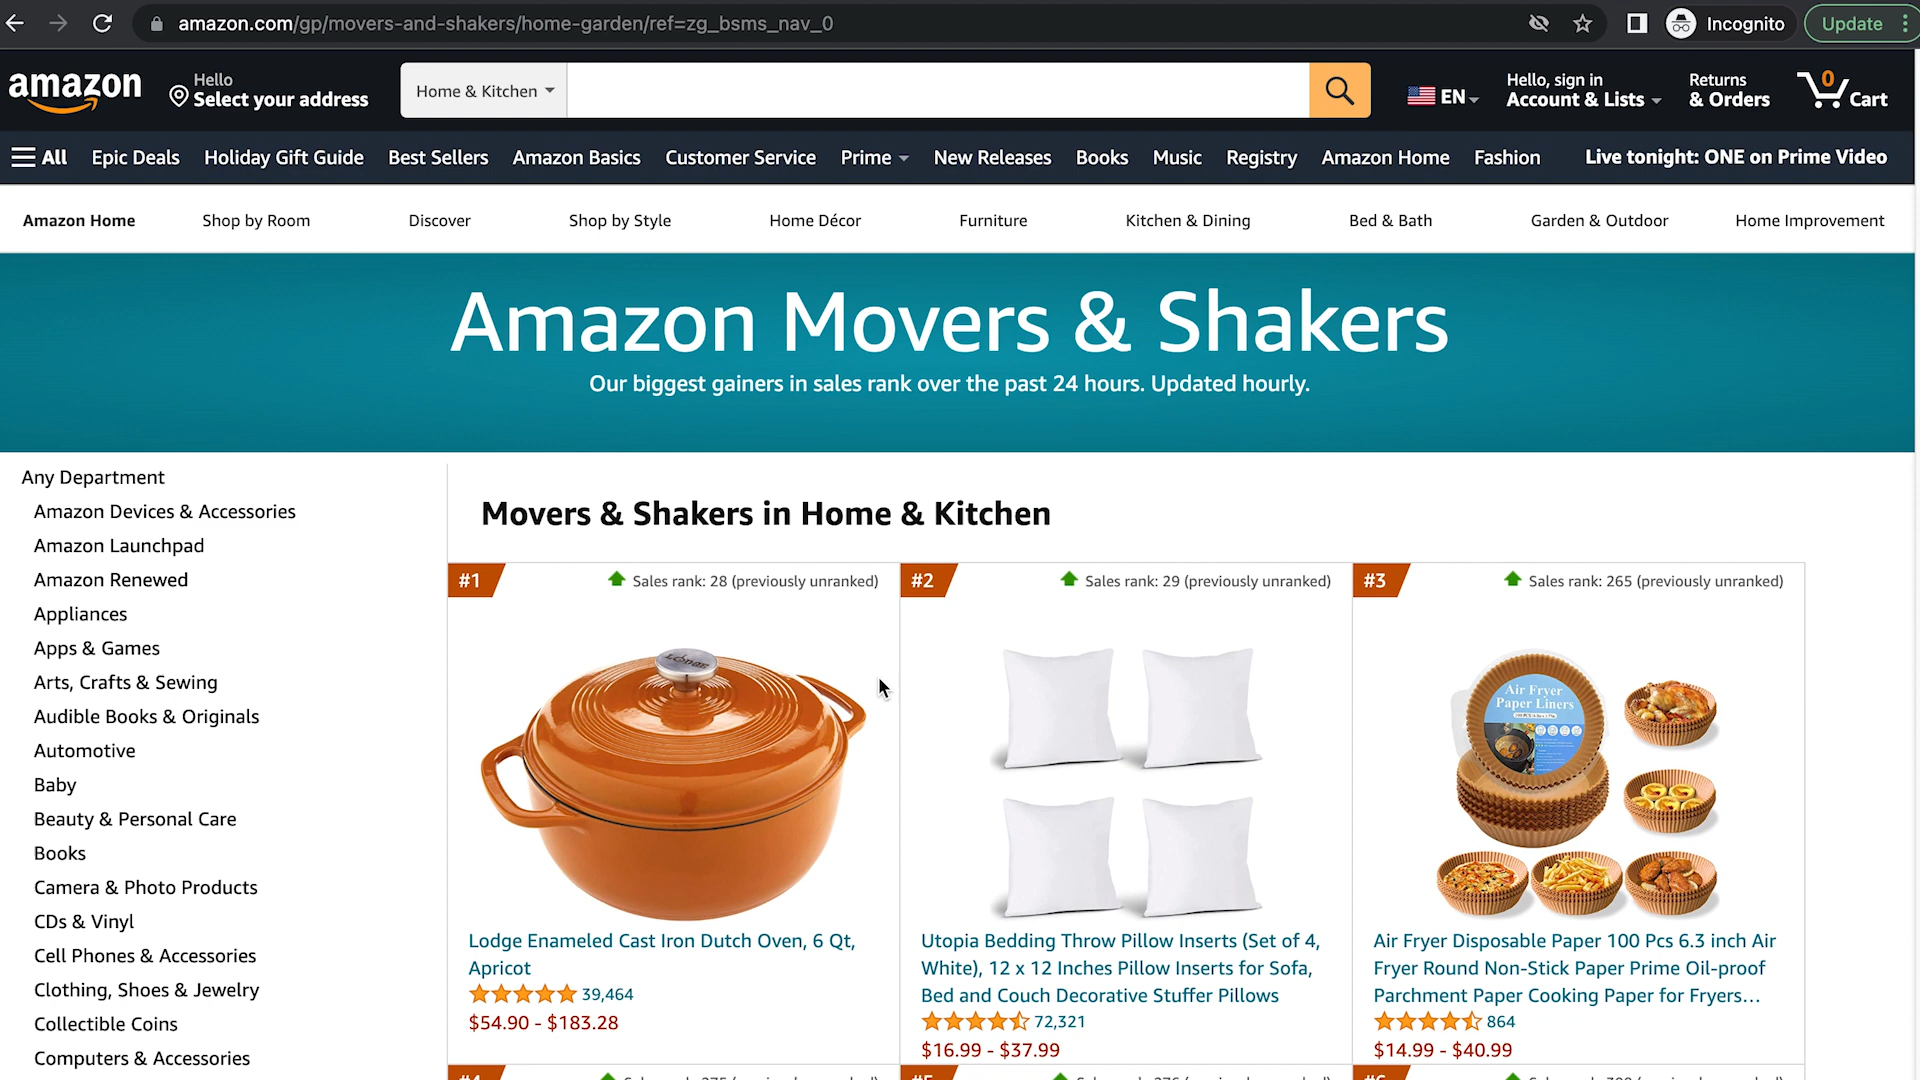 amazon.com/gp/movers-and-shakers/home-garden/ref=zg_bsms_nav_0
Incognito
Update
amazon
Hello
Select your address
Home & Kitchen
EN
Hello, sign in
Account & Lists
Returns
& Orders
0
Cart
All
Epic Deals
Holiday Gift Guide
Best Sellers
Amazon Basics
Customer Service
Prime
New Releases
Books
Music
Registry
Amazon Home
Fashion
Live tonight: ONE on Prime Video
Amazon Home
Shop by Room
Discover
Shop by Style
Home Décor
Furniture
Kitchen & Dining
Bed & Bath
Garden & Outdoor
Home Improvement
Amazon Movers & Shakers
Our biggest gainers in sales rank over the past 24 hours. Updated hourly.
Any Department
Amazon Devices & Accessories
Amazon Launchpad
Amazon Renewed
Appliances
Apps & Games
Arts, Crafts & Sewing
Audible Books & Originals
Automotive
Baby
Beauty & Personal Care
Books
Camera & Photo Products
CDs & Vinyl
Cell Phones & Accessories
Clothing, Shoes & Jewelry
Collectible Coins
Computers & Accessories
Movers & Shakers in Home & Kitchen
#1
Sales rank: 28 (previously unranked)
Lodge
Lodge Enameled Cast Iron Dutch Oven, 6 Qt,
Apricot
39,464
$54.90 - $183.28
#2
Sales rank: 29 (previously unranked)
Utopia Bedding Throw Pillow Inserts (Set of 4,
White), 12 x 12 Inches Pillow Inserts for Sofa,
Bed and Couch Decorative Stuffer Pillows
72,321
$16.99 - $37.99
#3
Sales rank: 265 (previously unranked)
Air Fryer
Paper Liners
Air Fryer Disposable Paper 100 Pcs 6.3 inch Air
Fryer Round Non-Stick Paper Prime Oil-proof
Parchment Paper Cooking Paper for Fryers…
864
$14.99 - $40.99